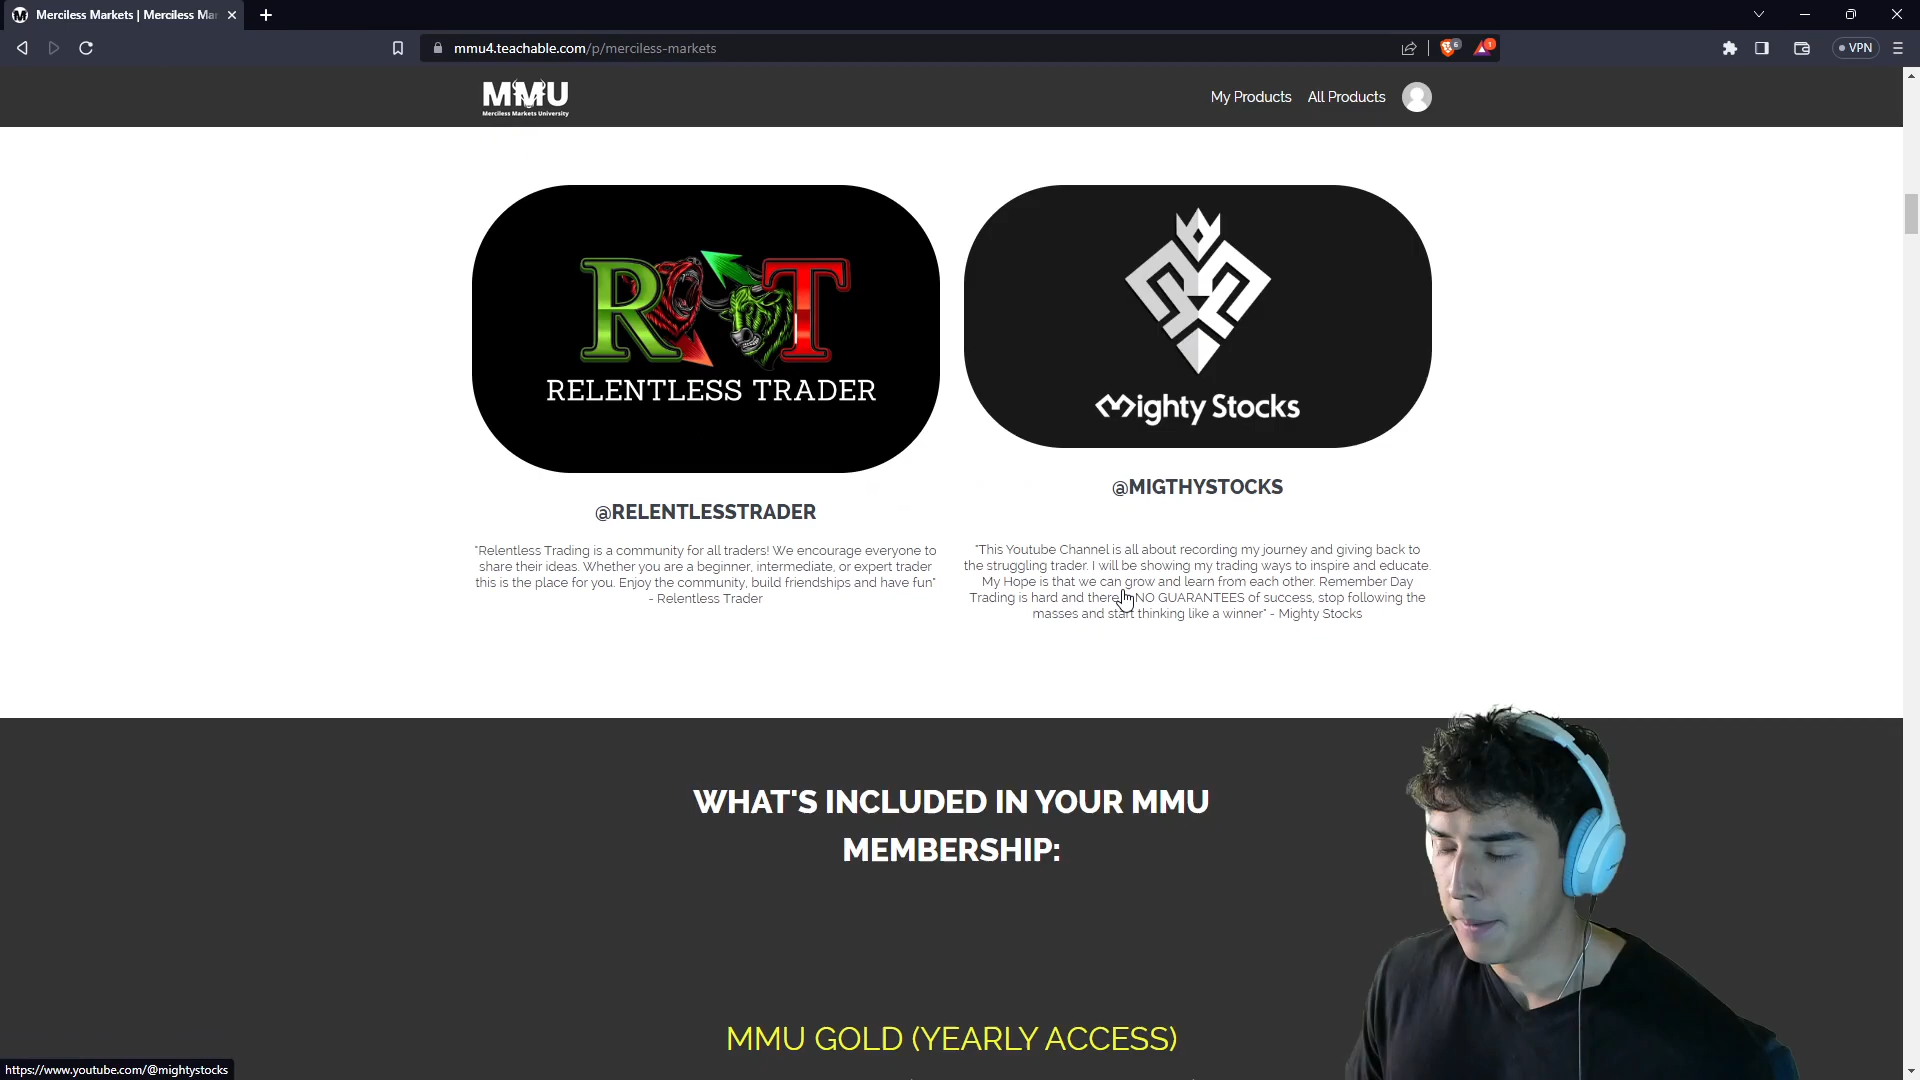 Merciless Markets | Merciless Mar
mmu4.teachable.com/p/merciless-markets
6
1
VPN
MMU
Merciless Markets University
My Products
All Products
R T
RELENTLESS TRADER
Mighty Stocks
@RELENTLESSTRADER
"Relentless Trading is a community for all traders! We encourage everyone to
share their ideas. Whether you are a beginner, intermediate, or expert trader
this is the place for you. Enjoy the community, build friendships and have fun"
- Relentless Trader
@MIGTHYSTOCKS
"This Youtube Channel is all about recording my journey and giving back to
the struggling trader. I will be showing my trading ways to inspire and educate.
My Hope is that we can grow and learn from each other. Remember Day
Trading is hard and there NO GUARANTEES of success, stop following the
masses and start thinking like a winner" - Mighty Stocks
WHAT'S INCLUDED IN YOUR MMU
MEMBERSHIP:
MMU GOLD (YEARLY ACCESS)
https://www.youtube.com/@mightystocks